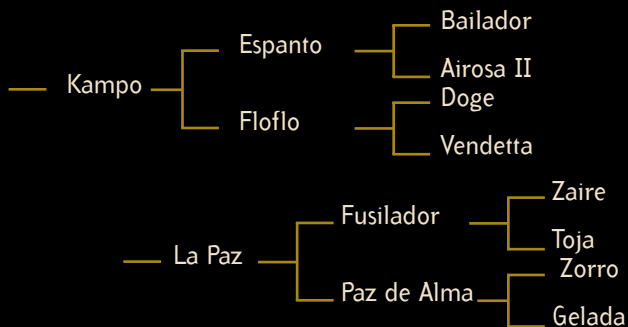 Bailador
Espanto
Airosa II
Kampo
Doge
Floflo
Vendetta
Zaire
Fusilador
Toja
La Paz
Zorro
Paz de Alma
Gelada